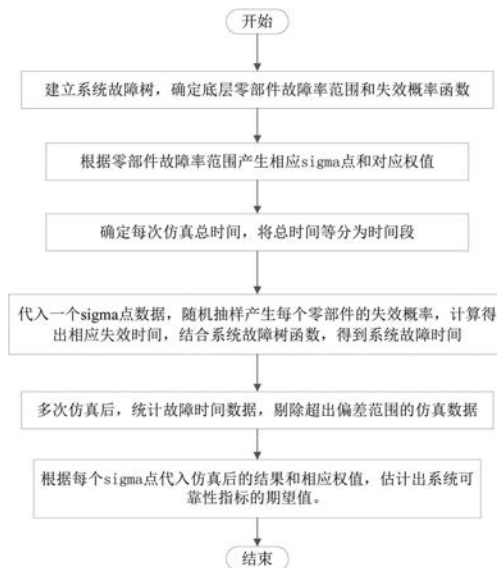 开始
建立系统故障树，确定底层零部件故障率范围和失效概率函数
根据零部件故障率范围产生相应sigma点和对应权值
确定每次仿真总时间，将总时间等分为时间段
代入一个sigma点数据，随机抽样产生每个零部件的失效概率，计算得
出相应失效时间，结合系统故障树函数，得到系统故障时间
多次仿真后，统计故障时间数据，剔除超出偏差范围的仿真数据
根据每个sigma点代入仿真后的结果和相应权值，估计出系统可
靠性指标的期望值。
结束